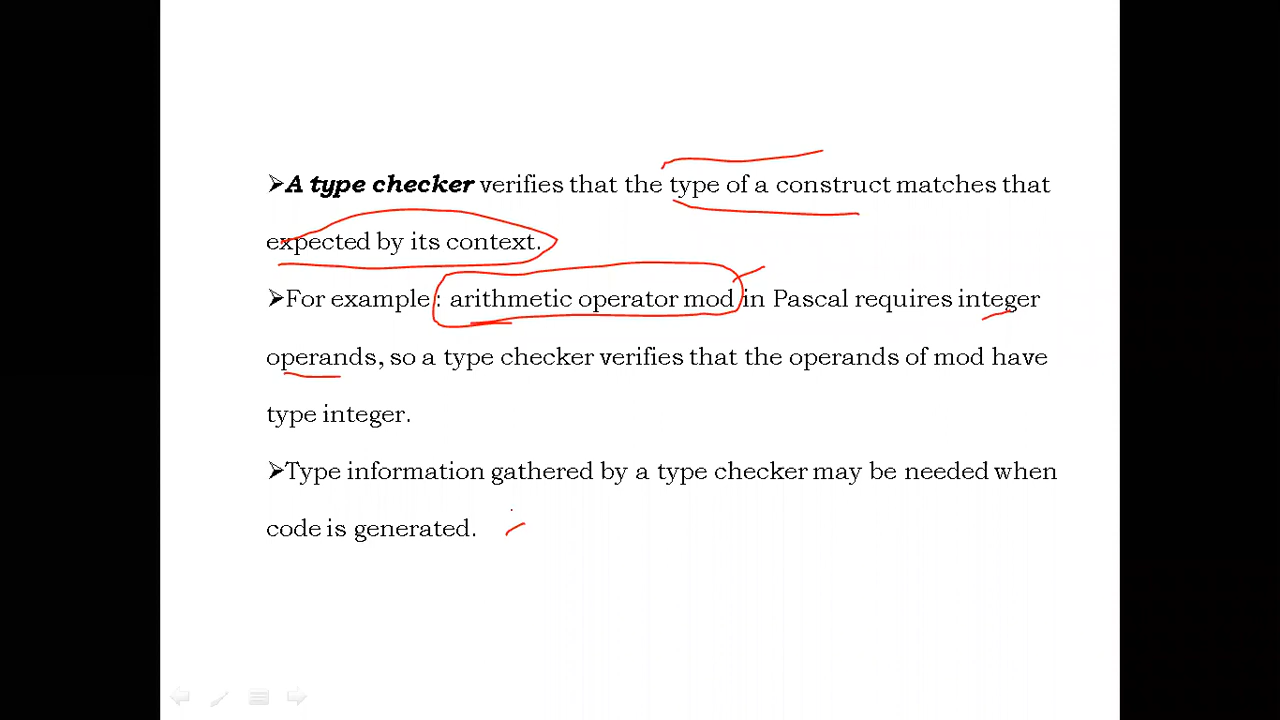 ➢A type checker verifies that the type of a construct matches that
expected by its context.
➢For example : arithmetic operator mod in Pascal requires integer
operands, so a type checker verifies that the operands of mod have
type integer.
➢Type information gathered by a type checker may be needed when
code is generated.